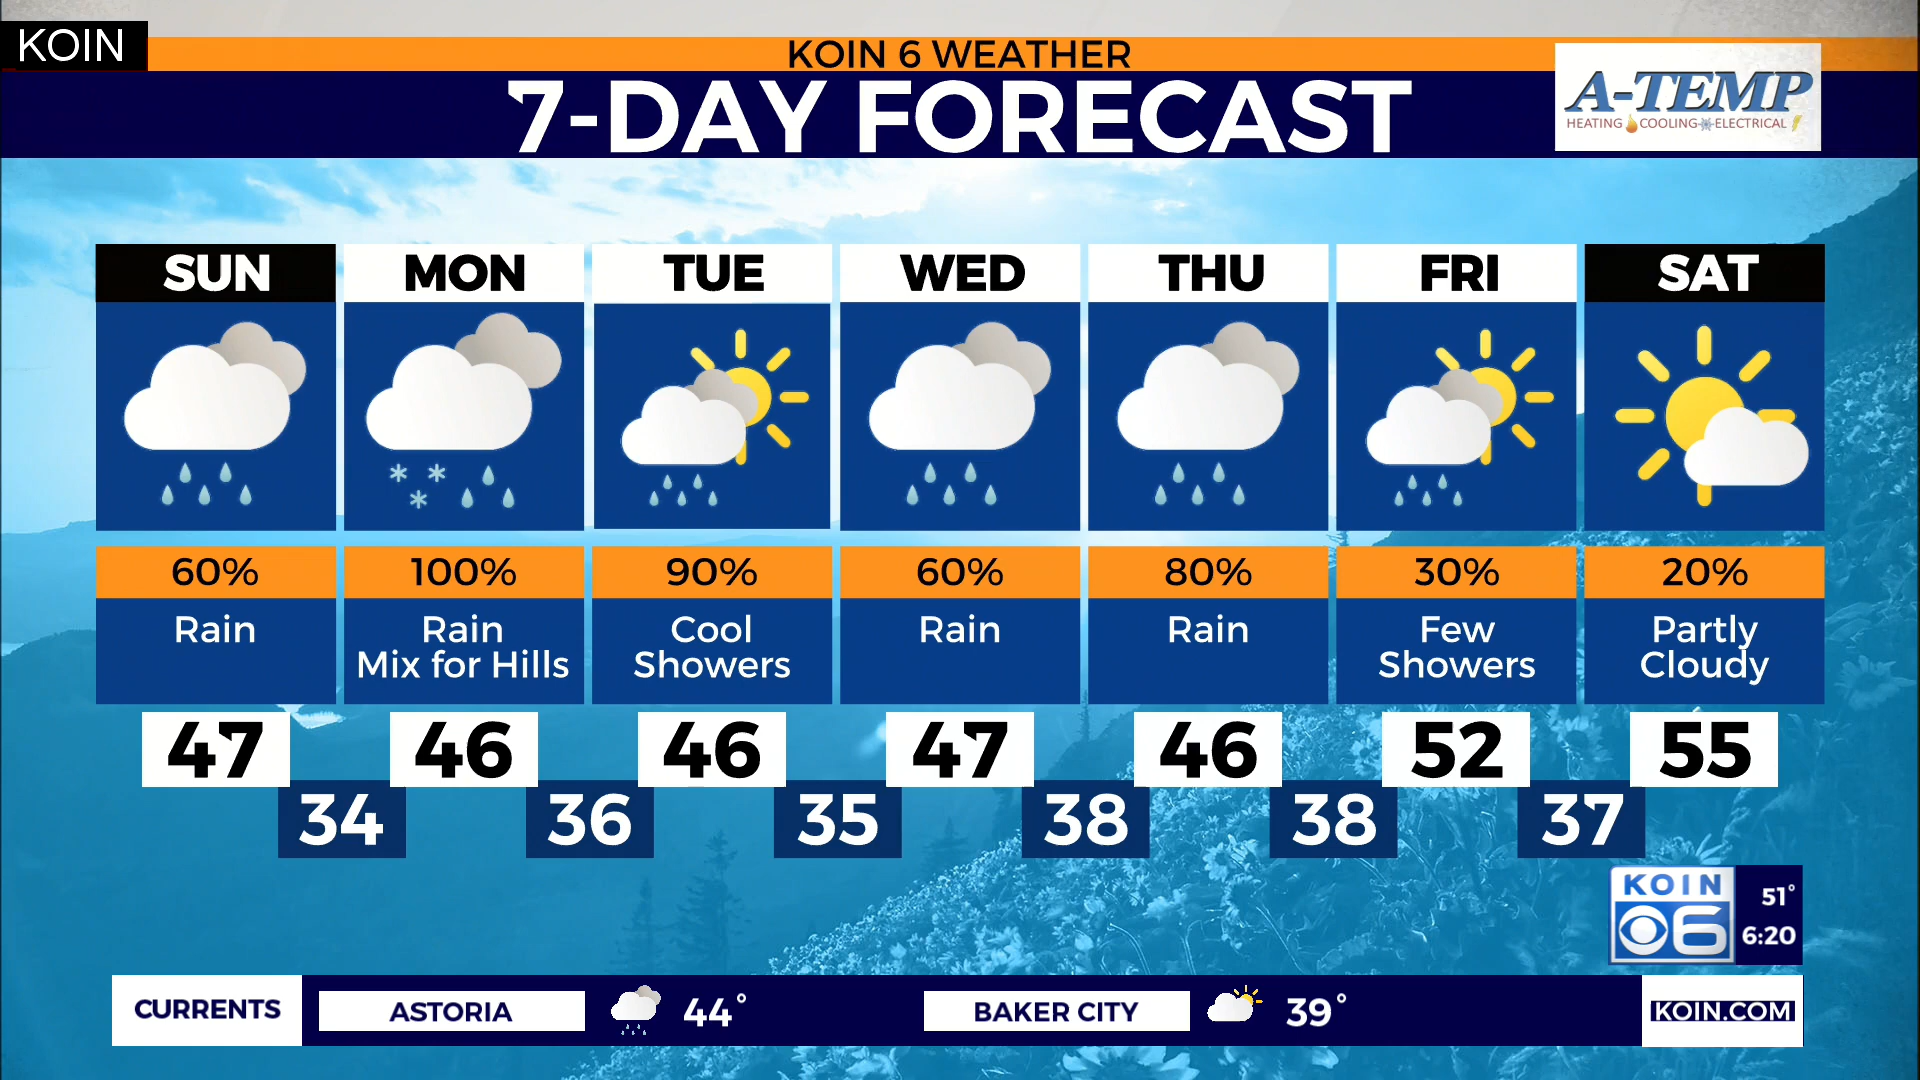 KOIN
KOIN 6 WEATHER
7-DAY FORECAST
A-TEMP
HEATING COOLING ELECTRICAL
SUN MON TUE WED THU FRI SAT
60% 100% 90% 60% 80% 30% 20%
Rain Rain Cool Rain Rain Few Partly
Mix for Hills Showers Showers Cloudy
47 46 46 47 46 52 55
34 36 35 38 38 37
KOIN
6
51°
6:20
CURRENTS ASTORIA 44° BAKER CITY 39° KOIN.COM